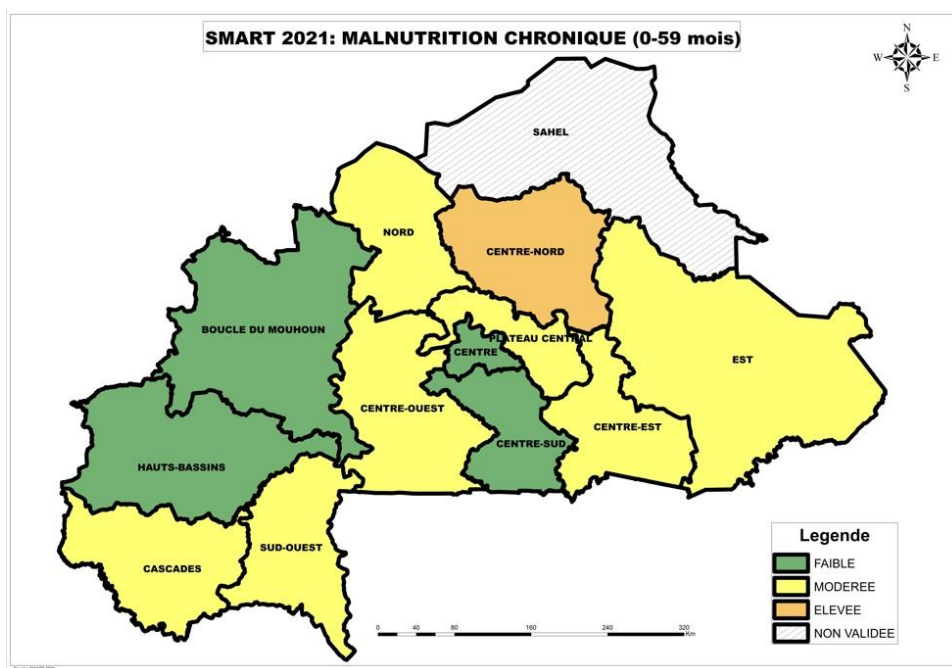 SMART 2021: MALNUTRITION CHRONIQUE (0-59 mois)
N
W
E
S
SAHEL
NORD
CENTRE-NORD
BOUCLE DU MOUHOUN
PLATEAU CENTRAL
CENTRE
EST
CENTRE-OUEST
CENTRE-EST
CENTRE-SUD
HAUTS-BASSINS
SUD-OUEST
CASCADES
Legende
FAIBLE
MODEREE
ELEVEE
NON VALIDEE
0 40 80 160 240 320
Km